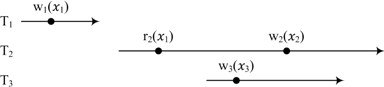 w₁(x₁)
T₁
r₂(x₁) w₂(x₂)
T₂
w₃(x₃)
T₃